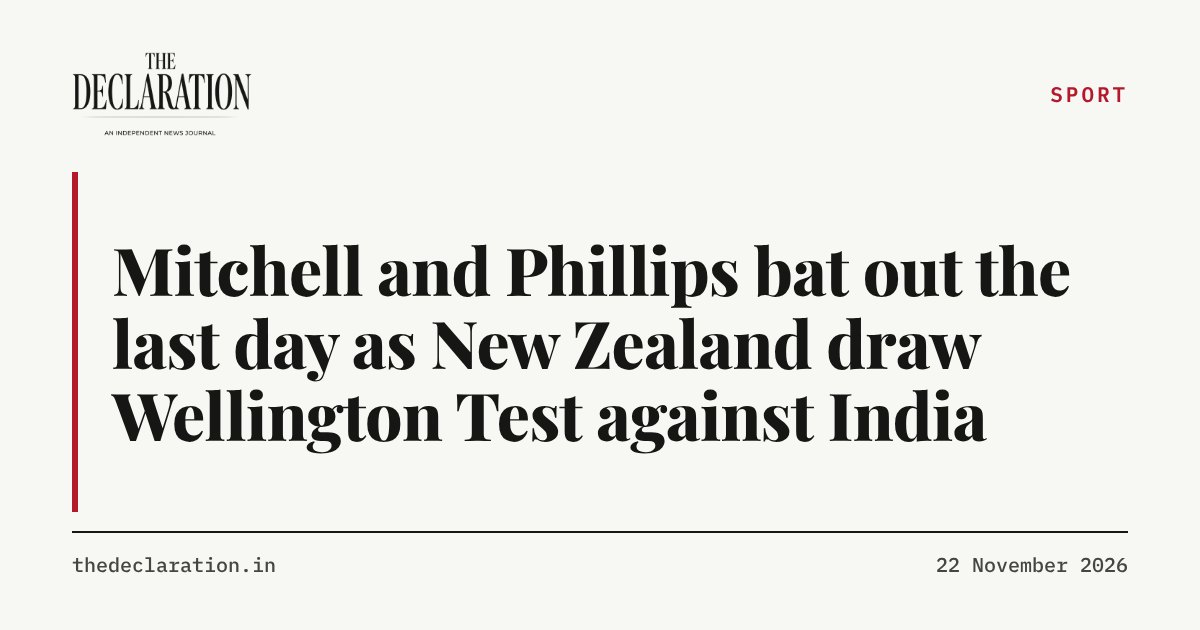 THE
DECLARATION
AN INDEPENDENT NEWS JOURNAL
SPORT
Mitchell and Phillips bat out the
last day as New Zealand draw
Wellington Test against India
thedeclaration.in
22 November 2026